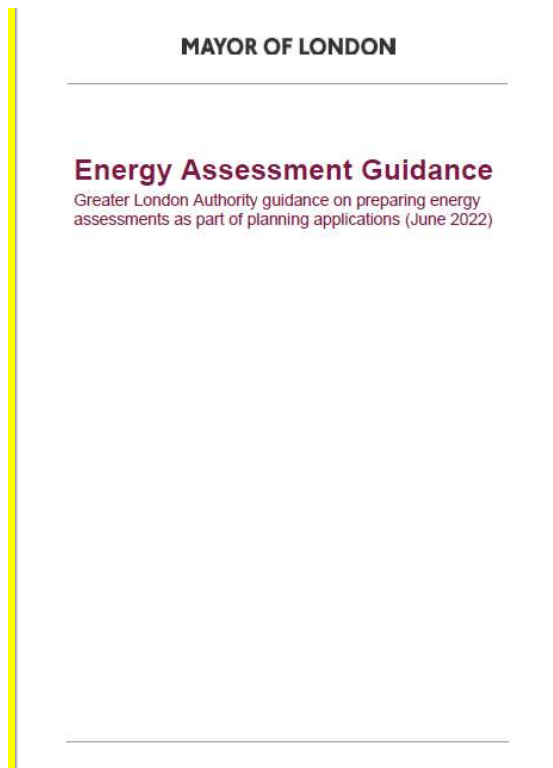 MAYOR OF LONDON
Energy Assessment Guidance
Greater London Authority guidance on preparing energy
assessments as part of planning applications (June 2022)